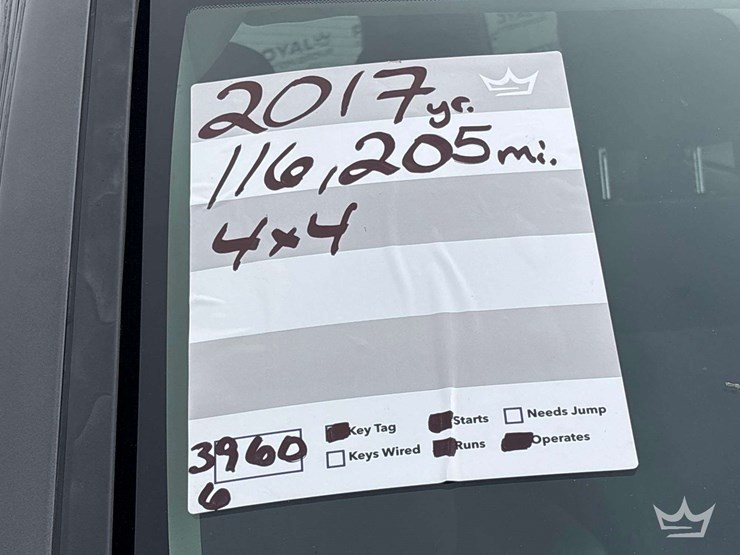 2017 yr.
116,205 mi.
4x4
3960
6
Key Tag
Starts
Needs Jump
Keys Wired
Runs
Operates